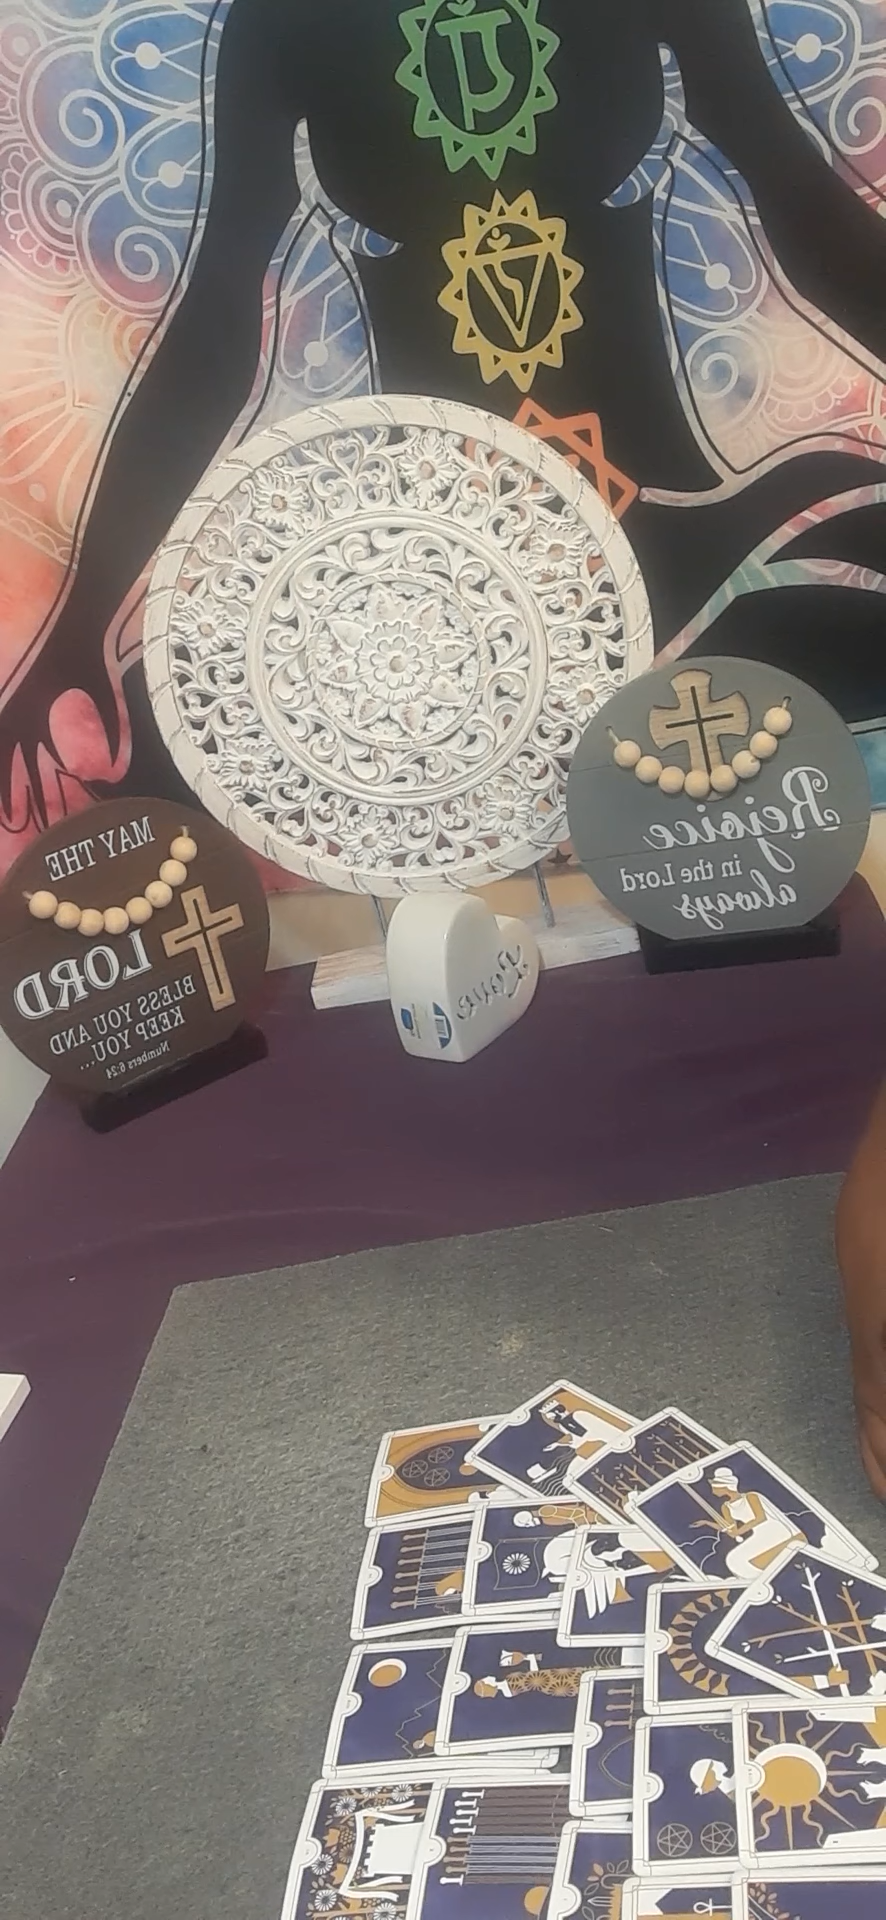 MAY THE
LORD
BLESS YOU AND
KEEP YOU...
Numbers 6:24
Rejoice
in the Lord
always
Love